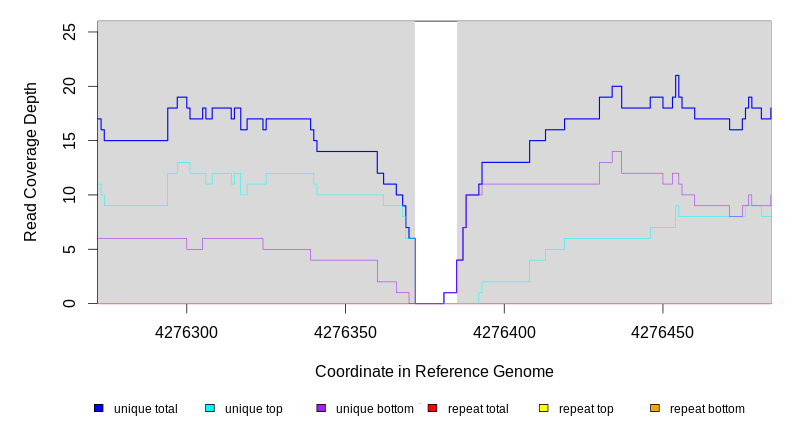 25
20
15
10
5
0
Read Coverage Depth
4276300 4276350 4276400 4276450
Coordinate in Reference Genome
unique total unique top unique bottom repeat total repeat top repeat bottom